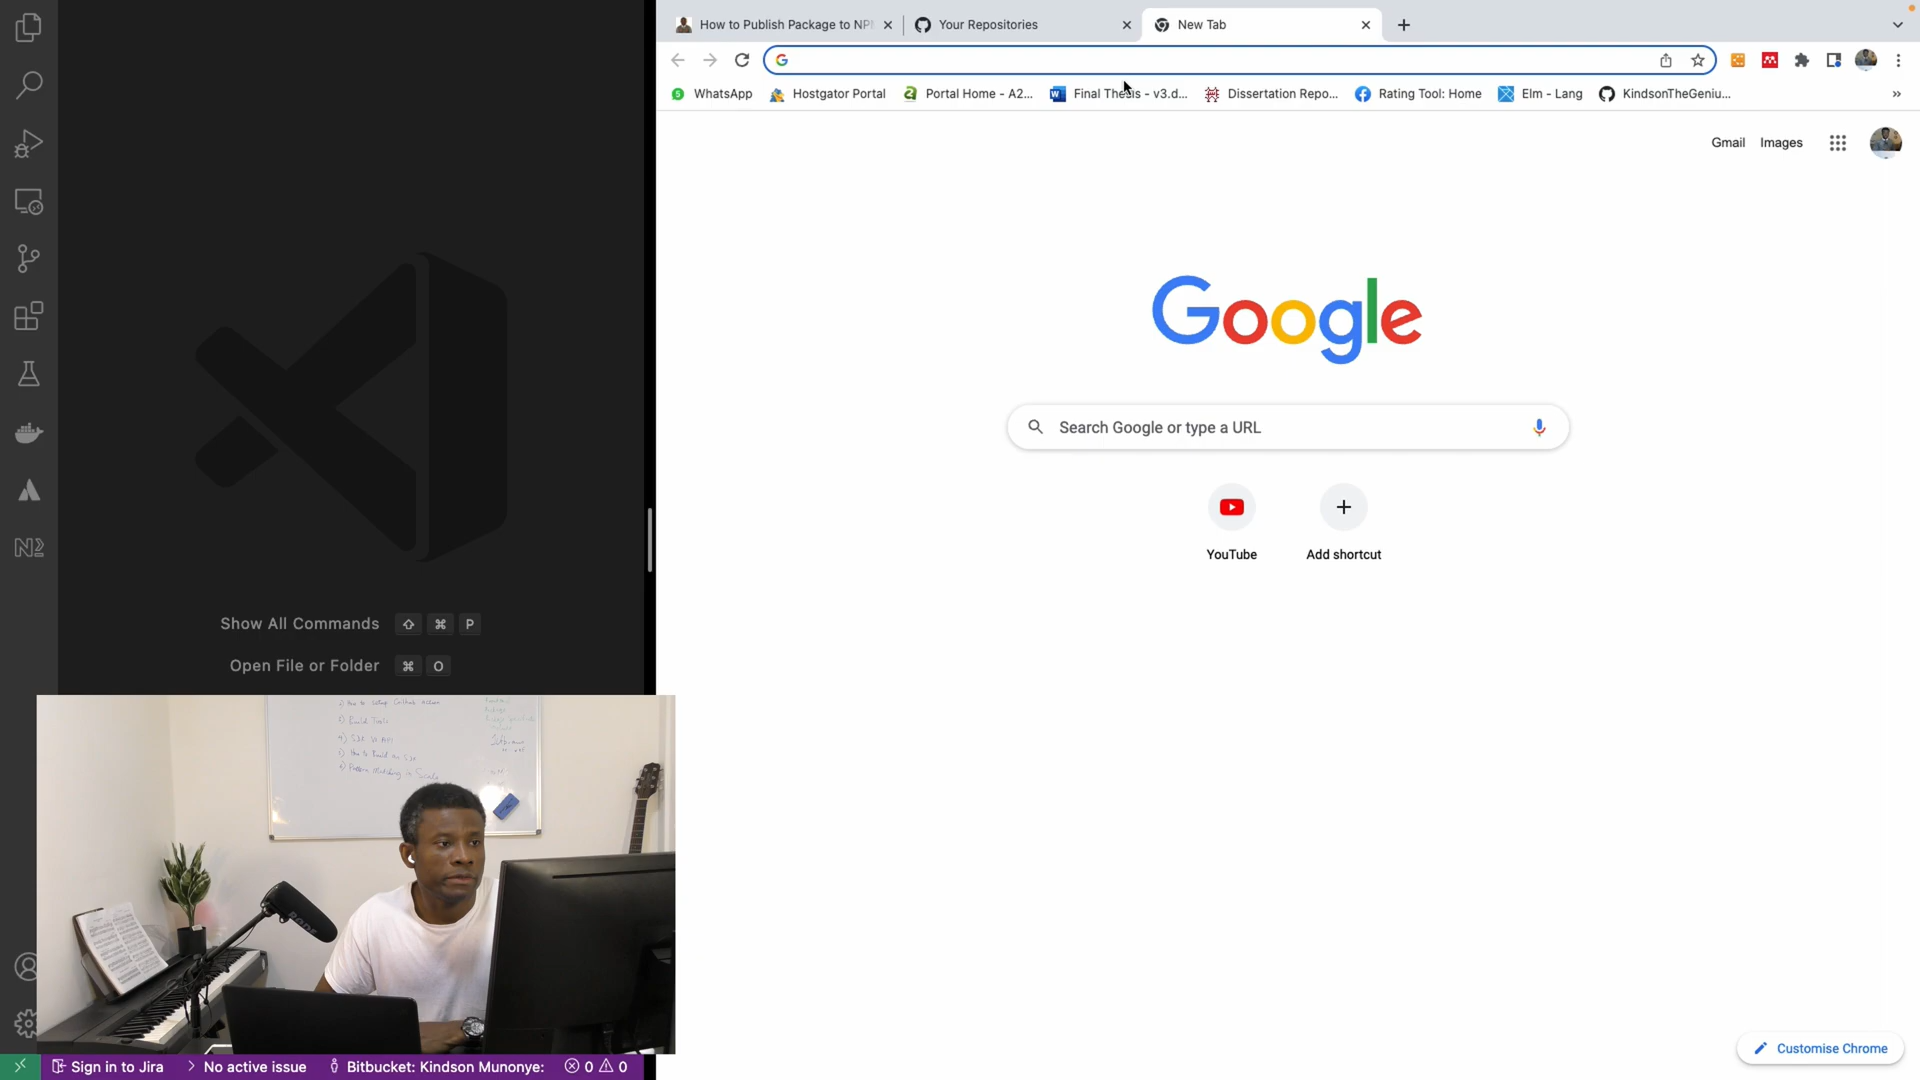 How to Publish Package to NP
Your Repositories
New Tab
WhatsApp
Hostgator Portal
Portal Home - A2...
Final Thesis - v3.d...
Dissertation Repo...
Rating Tool: Home
Elm - Lang
KindsonTheGeniu...
»
Gmail
Images
Google
Search Google or type a URL
YouTube
Add shortcut
Show All Commands ⇧ ⌘ P
Open File or Folder ⌘ O
Build Tools
Customise Chrome
Sign in to Jira
No active issue
Bitbucket: Kindson Munonye:
0
0